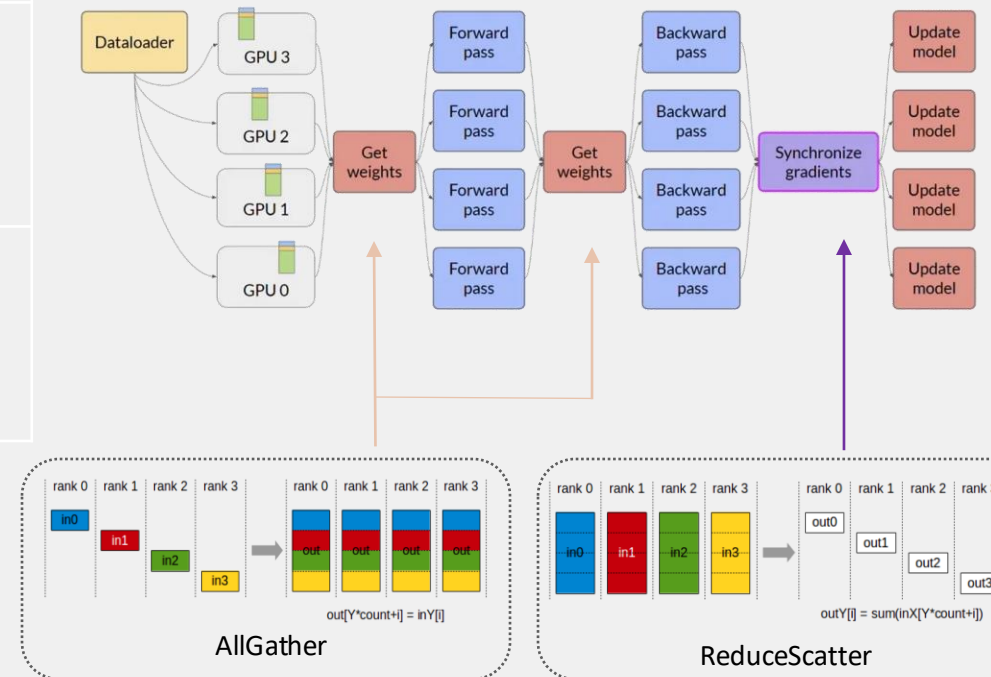 Dataloader
GPU 3
GPU 2
GPU 1
GPU 0
Get
weights
Forward
pass
Forward
pass
Forward
pass
Forward
pass
Get
weights
Backward
pass
Backward
pass
Backward
pass
Backward
pass
Synchronize
gradients
Update
model
Update
model
Update
model
Update
model
rank 0 rank 1 rank 2 rank 3
in0
in1
in2
in3
rank 0 rank 1 rank 2 rank 3
out out out out
out[Y*count+i] = inY[i]
AllGather
rank 0 rank 1 rank 2 rank 3
in0 in1 in2 in3
rank 0 rank 1 rank 2 rank
out0
out1
out2
out3
outY[i] = sum(inX[Y*count+i])
ReduceScatter